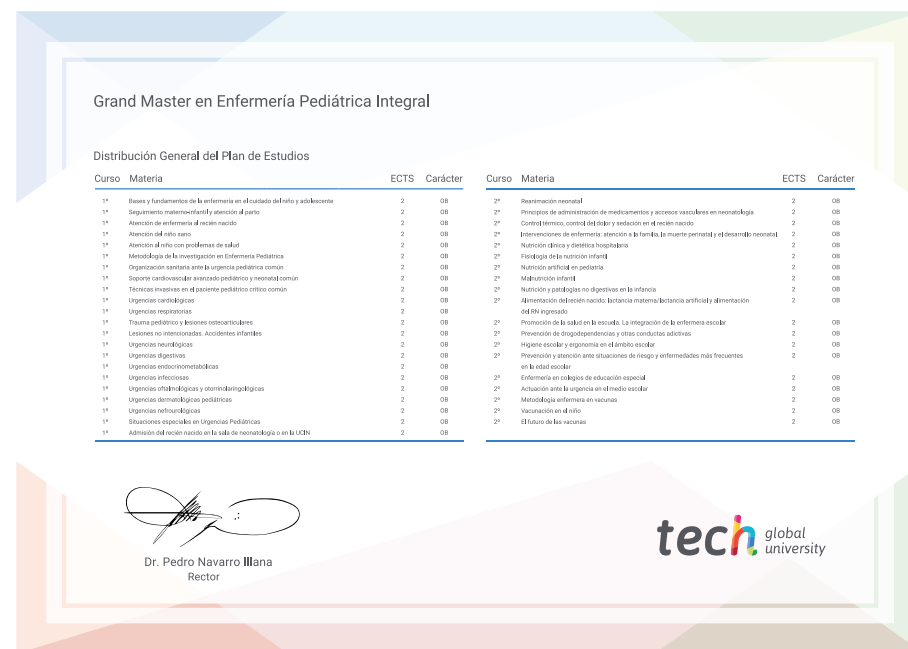 Grand Master en Enfermería Pediátrica Integral
Distribución General del Plan de Estudios
Curso Materia ECTS Carácter
1º Bases y fundamentos de la enfermería en el cuidado del niño y adolescente 2 OB
1º Seguimiento materno-infantil y atención al parto 2 OB
1º Atención de enfermería al recién nacido 2 OB
1º Atención del niño sano 2 OB
1º Atención al niño con problemas de salud 2 OB
1º Metodología de la investigación en Enfermería Pediátrica 2 OB
1º Organización sanitaria ante la urgencia pediátrica común 2 OB
1º Soporte cardiovascular avanzado pediátrico y neonatal común 2 OB
1º Técnicas invasivas en el paciente pediátrico crítico común 2 OB
1º Urgencias cardiológicas 2 OB
1º Urgencias respiratorias 2 OB
1º Trauma pediátrico y lesiones osteoarticulares 2 OB
1º Lesiones no intencionadas. Accidentes infantiles 2 OB
1º Urgencias neurológicas 2 OB
1º Urgencias digestivas 2 OB
1º Urgencias endocrinometabólicas 2 OB
1º Urgencias infecciosas 2 OB
1º Urgencias oftalmológicas y otorrinolaringológicas 2 OB
1º Urgencias dermatológicas pediátricas 2 OB
1º Urgencias nefrourológicas 2 OB
1º Situaciones especiales en Urgencias Pediátricas 2 OB
1º Admisión del recién nacido en la sala de neonatología o en la UCIN 2 OB
Curso Materia ECTS Carácter
2º Reanimación neonatal 2 OB
2º Principios de administración de medicamentos y accesos vasculares en neonatología 2 OB
2º Control térmico, control del dolor y sedación en el recién nacido 2 OB
2º Intervenciones de enfermería: atención a la familia, la muerte perinatal y el desarrollo neonatal 2 OB
2º Nutrición clínica y dietética hospitalaria 2 OB
2º Fisiología de la nutrición infantil 2 OB
2º Nutrición artificial en pediatría 2 OB
2º Malnutrición infantil 2 OB
2º Nutrición y patologías no digestivas en la infancia 2 OB
2º Alimentación del recién nacido: lactancia materna/lactancia artificial y alimentación 2 OB
del RN ingresado
2º Promoción de la salud en la escuela. La integración de la enfermera escolar 2 OB
2º Prevención de drogodependencias y otras conductas adictivas 2 OB
2º Higiene escolar y ergonomía en el ámbito escolar 2 OB
2º Prevención y atención ante situaciones de riesgo y enfermedades más frecuentes 2 OB
en la edad escolar
2º Enfermería en colegios de educación especial 2 OB
2º Actuación ante la urgencia en el medio escolar 2 OB
2º Metodología enfermera en vacunas 2 OB
2º Vacunación en el niño 2 OB
2º El futuro de las vacunas 2 OB
Dr. Pedro Navarro Illana
Rector
tech global university